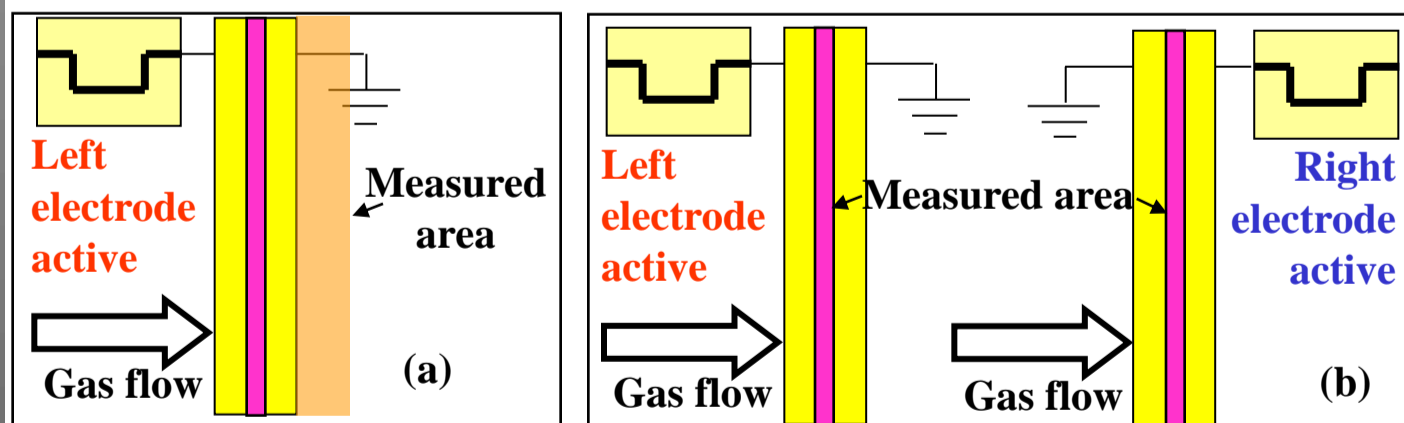 Left
electrode
active
Measured
area
Gas flow
(a)
Left
electrode
active
Measured area
Right
electrode
active
Gas flow
Gas flow
(b)